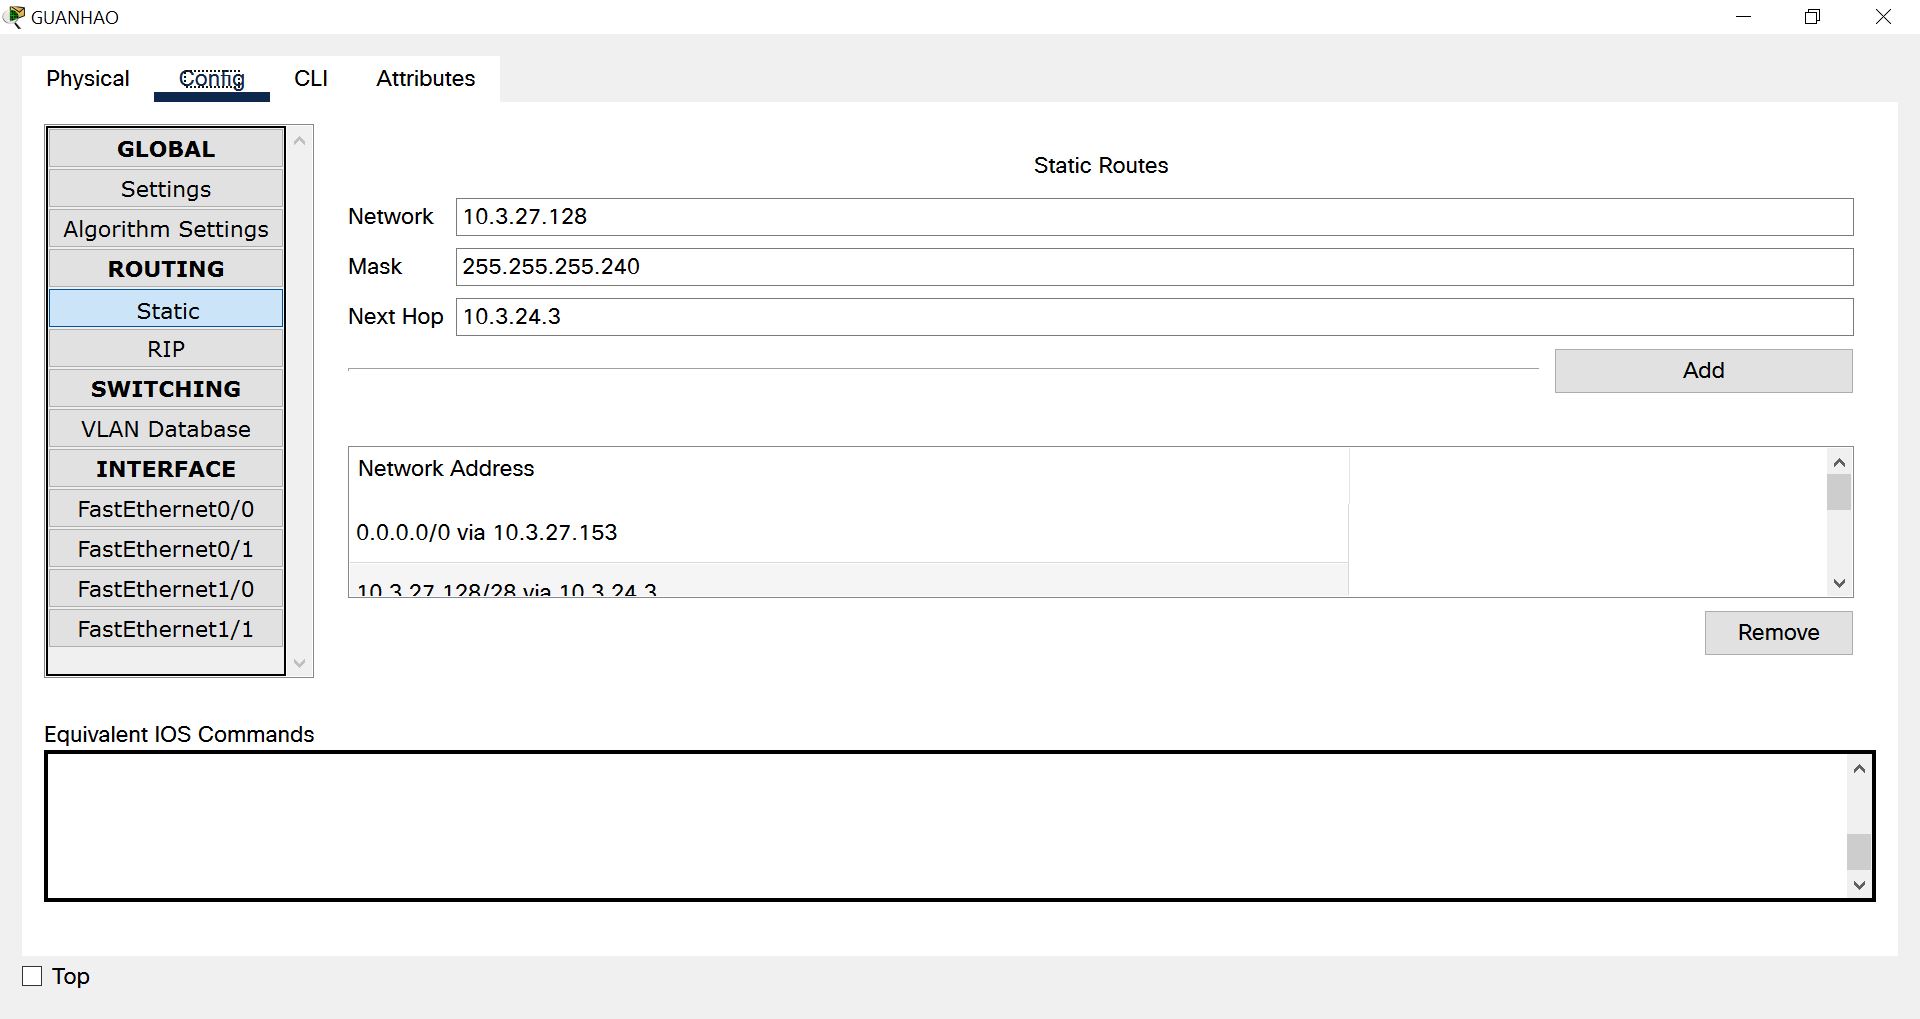 GUANHAO
Physical Config CLI Attributes
GLOBAL
Settings
Algorithm Settings
ROUTING
Static
RIP
SWITCHING
VLAN Database
INTERFACE
FastEthernet0/0
FastEthernet0/1
FastEthernet1/0
FastEthernet1/1
Static Routes
Network 10.3.27.128
Mask 255.255.255.240
Next Hop 10.3.24.3
Add
Network Address
0.0.0.0/0 via 10.3.27.153
10.3.27.128/28 via 10.3.24.3
Remove
Equivalent IOS Commands
Top